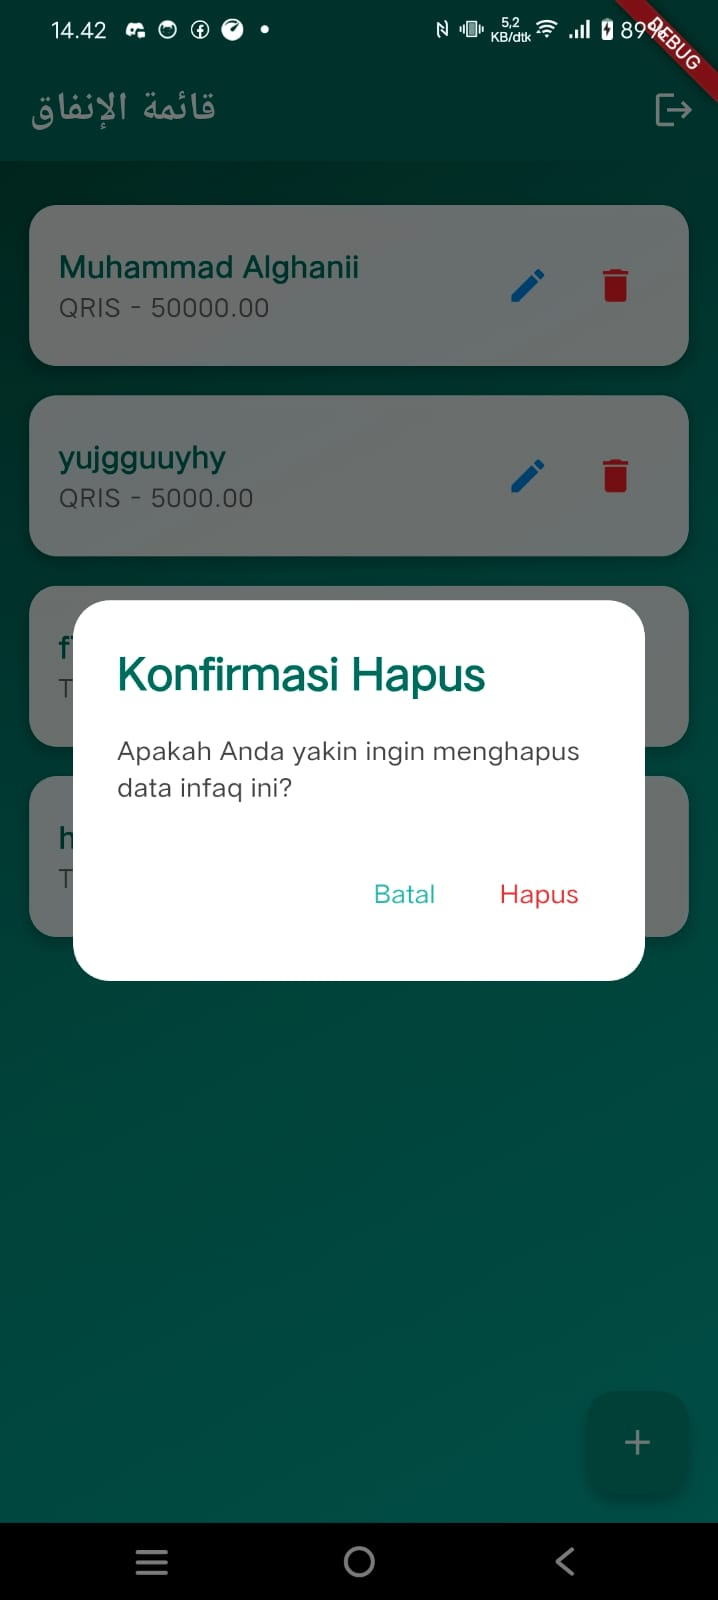 14.42
5,2
KB/dtk
89%
DEBUG
قائمة الإنفاق
Muhammad Alghanii
QRIS - 50000.00
yujgguuyhy
QRIS - 5000.00
Konfirmasi Hapus
Apakah Anda yakin ingin menghapus
data infaq ini?
Batal
Hapus